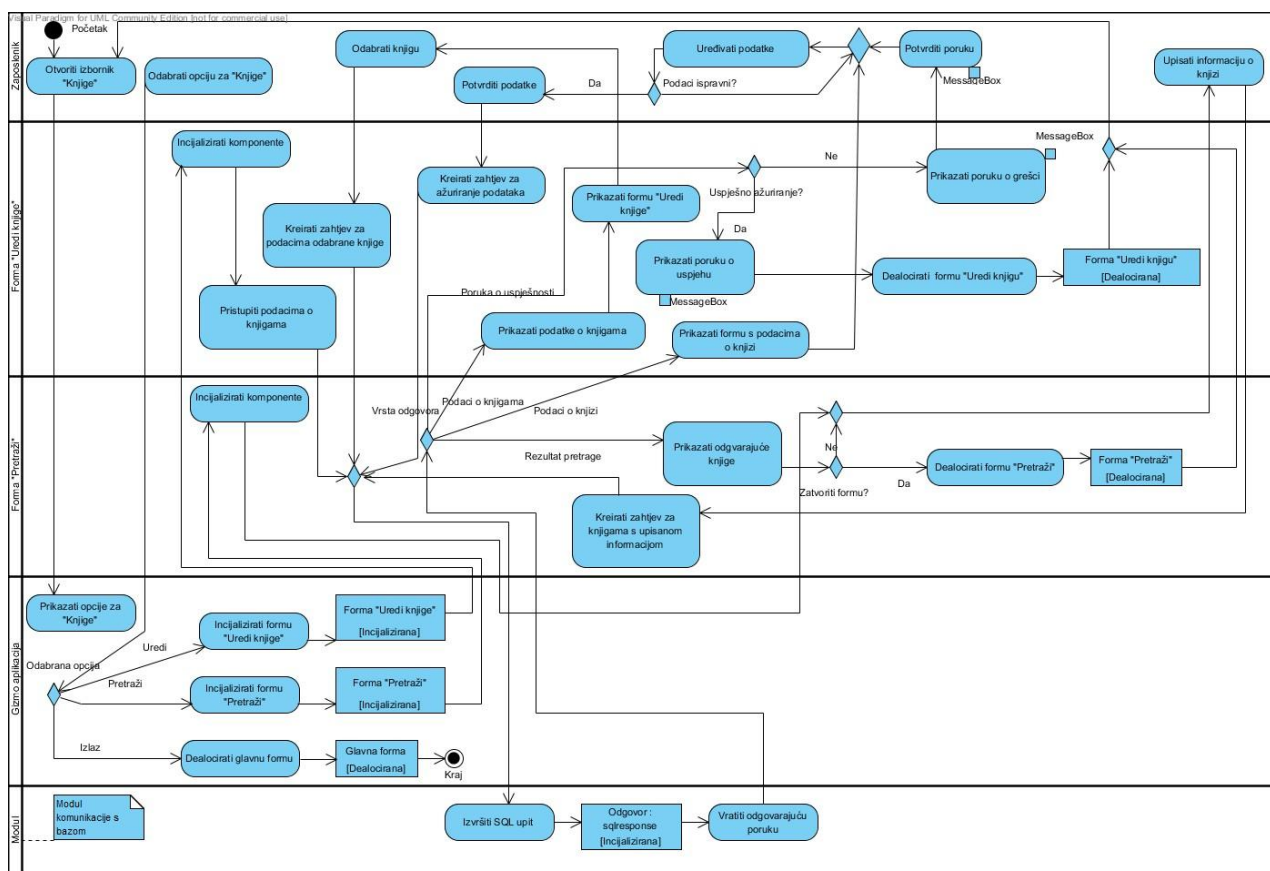 Visual Paradigm for UML Community Edition [not for commercial use]
Zaposlenik
Početak
Otvoriti izbornik
"Knjige"
Odabrati opciju za "Knjige"
Odabrati knjigu
Potvrditi podatke
Da
Uređivati podatke
Podaci ispravni?
Potvrditi poruku
MessageBox
Upisati informaciju o
knjizi
Forma "Uredi knjige"
Incijalizirati komponente
Kreirati zahtjev za
podacima odabrane knjige
Pristupiti podacima o
knjigama
Kreirati zahtjev za
ažuriranje podataka
Prikazati formu "Uredi
knjige"
Uspješno ažuriranje?
Ne
Da
Prikazati poruku o grešci
MessageBox
Prikazati poruku o
uspjehu
MessageBox
Dealocirati formu "Uredi knjigu"
Forma "Uredi knjigu"
[Dealocirana]
Poruka o uspješnosti
Prikazati podatke o knjigama
Prikazati formu s podacima
o knjizi
Forma "Pretraži"
Incijalizirati komponente
Vrsta odgovora
Podaci o knjigama
Podaci o knjizi
Rezultat pretrage
Prikazati odgvarajuće
knjige
Ne
Zatvoriti formu?
Da
Dealocirati formu "Pretraži"
Forma "Pretraži"
[Dealocirana]
Kreirati zahtjev za
knjigama s upisanom
informacijom
Gizmo aplikacija
Prikazati opcije za
"Knjige"
Odabrana opcija
Uredi
Pretraži
Izlaz
Incijalizirati formu
"Uredi knjige"
Forma "Uredi knjige"
[Incijalizirana]
Incijalizirati formu
"Pretraži"
Forma "Pretraži"
[Incijalizirana]
Dealocirati glavnu formu
Glavna forma
[Dealocirana]
Kraj
Modul
Modul
komunikacije s
bazom
Izvršiti SQL upit
Odgovor :
sqlresponse
[Incijalizirana]
Vratiti odgovarajuću
poruku